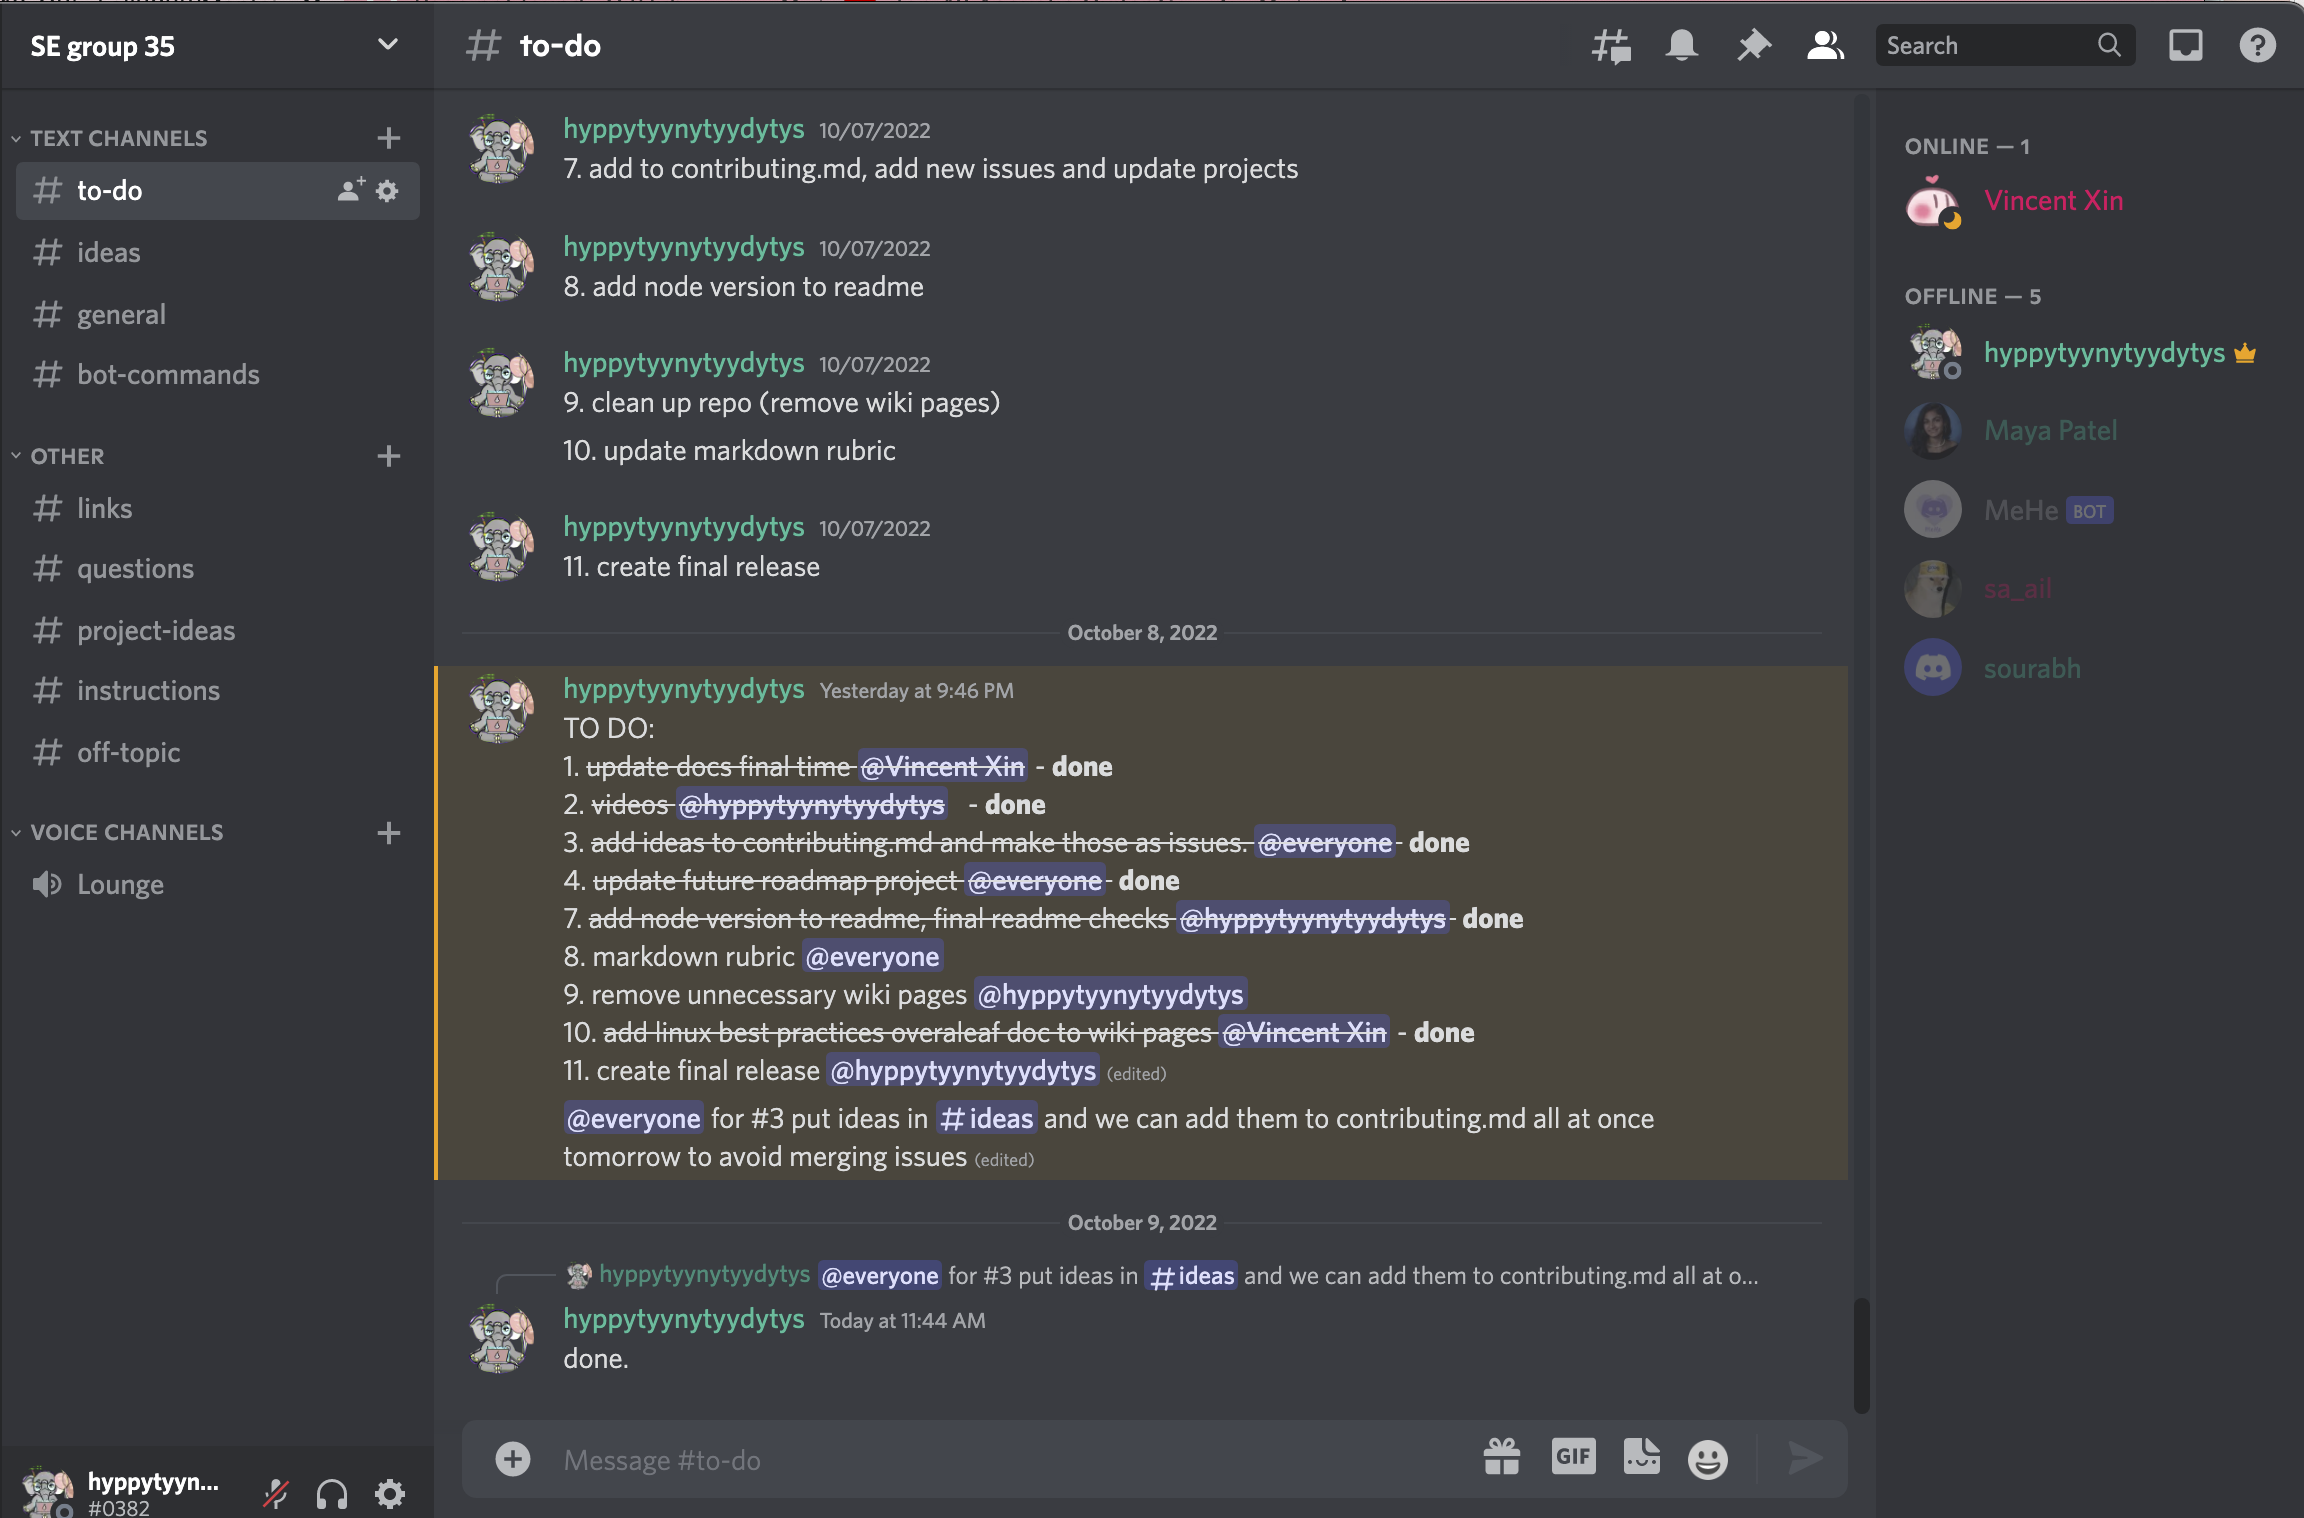 SE group 35
TEXT CHANNELS
to-do
ideas
general
bot-commands
OTHER
links
questions
project-ideas
instructions
off-topic
VOICE CHANNELS
Lounge
hyppytyyn...
#0382
# to-do
Search
hyppytyynytyydytys 10/07/2022
7. add to contributing.md, add new issues and update projects
hyppytyynytyydytys 10/07/2022
8. add node version to readme
hyppytyynytyydytys 10/07/2022
9. clean up repo (remove wiki pages)
10. update markdown rubric
hyppytyynytyydytys 10/07/2022
11. create final release
October 8, 2022
hyppytyynytyydytys Yesterday at 9:46 PM
TO DO:
1. update docs final time @Vincent Xin - done
2. videos @hyppytyynytyydytys - done
3. add ideas to contributing.md and make those as issues. @everyone - done
4. update future roadmap project @everyone - done
7. add node version to readme, final readme checks @hyppytyynytyydytys - done
8. markdown rubric @everyone
9. remove unnecessary wiki pages @hyppytyynytyydytys
10. add linux best practices overaleaf doc to wiki pages @Vincent Xin - done
11. create final release @hyppytyynytyydytys (edited)
@everyone for #3 put ideas in # ideas and we can add them to contributing.md all at once
tomorrow to avoid merging issues (edited)
October 9, 2022
hyppytyynytyydytys @everyone for #3 put ideas in # ideas and we can add them to contributing.md all at o...
hyppytyynytyydytys Today at 11:44 AM
done.
Message #to-do
GIF
ONLINE — 1
Vincent Xin
OFFLINE — 5
hyppytyynytyydytys
Maya Patel
MeHe BOT
sa_ail
sourabh